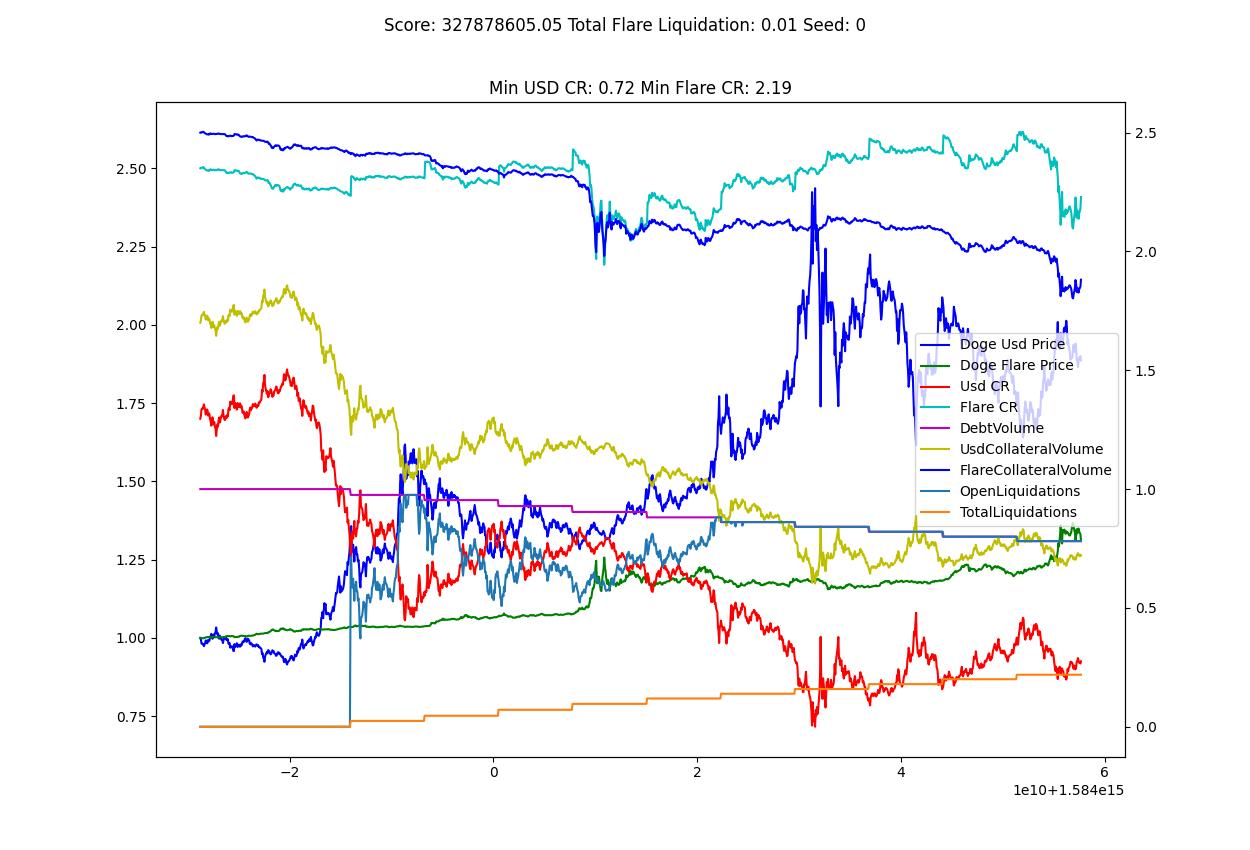 Score: 327878605.05 Total Flare Liquidation: 0.01 Seed: 0
Min USD CR: 0.72 Min Flare CR: 2.19
2.50
2.25
2.00
1.75
1.50
1.25
1.00
0.75
2.5
2.0
1.5
1.0
0.5
0.0
Doge Usd Price
Doge Flare Price
Usd CR
Flare CR
DebtVolume
UsdCollateralVolume
FlareCollateralVolume
OpenLiquidations
TotalLiquidations
−2 0 2 4 6
1e10+1.584e15